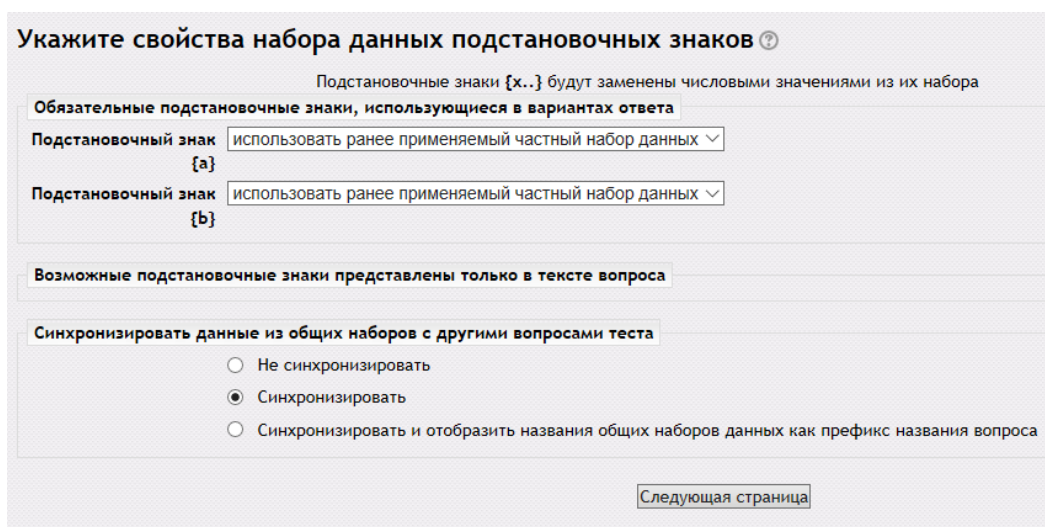 Укажите свойства набора данных подстановочных знаков ?
Подстановочные знаки {x..} будут заменены числовыми значениями из их набора
Обязательные подстановочные знаки, использующиеся в вариантах ответа
Подстановочный знак {a} использовать ранее применяемый частный набор данных
Подстановочный знак {b} использовать ранее применяемый частный набор данных
Возможные подстановочные знаки представлены только в тексте вопроса
Синхронизировать данные из общих наборов с другими вопросами теста
Не синхронизировать
Синхронизировать
Синхронизировать и отобразить названия общих наборов данных как префикс названия вопроса
Следующая страница